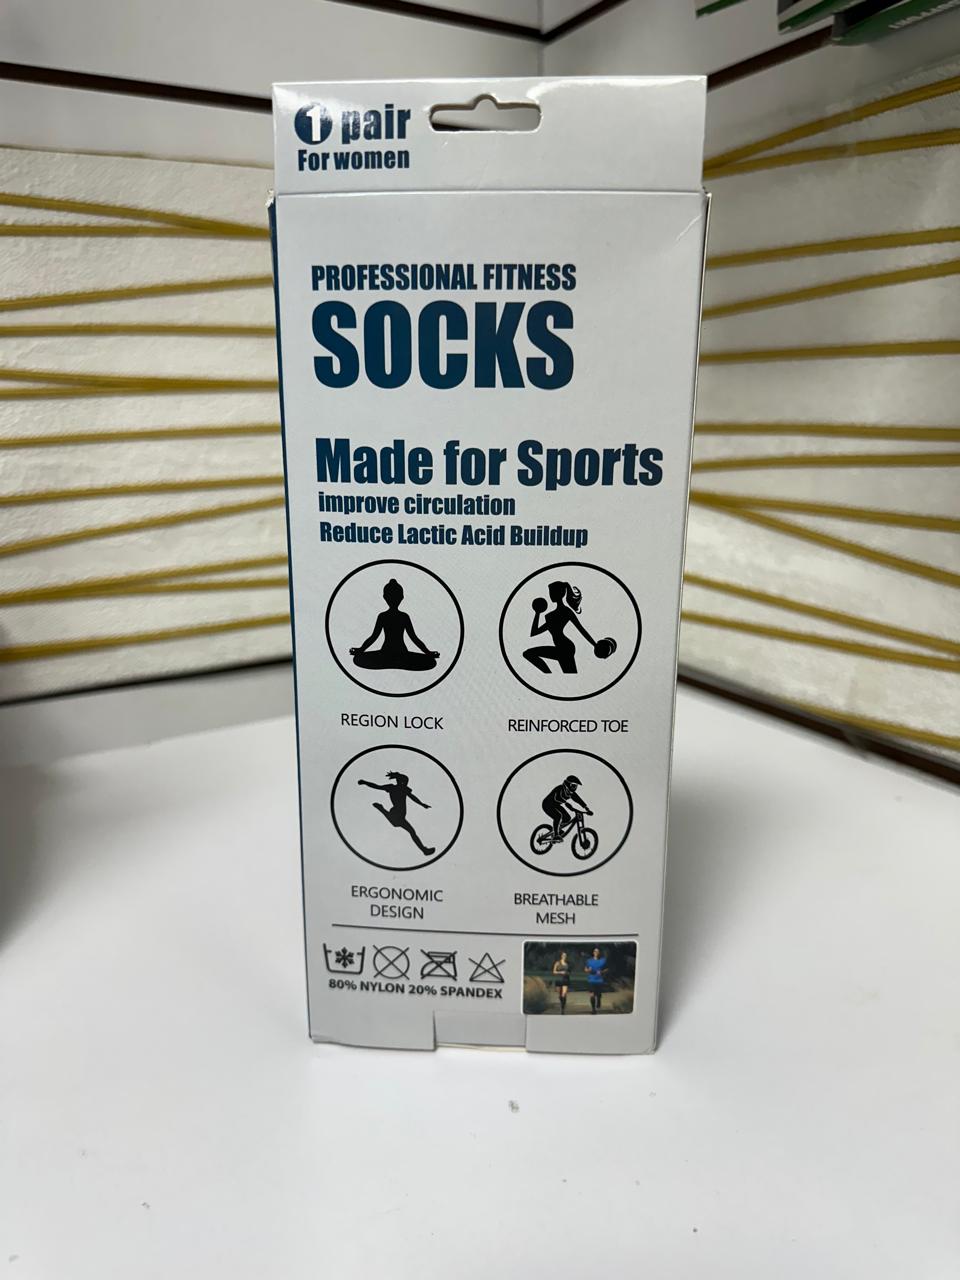 1 pair
For women
PROFESSIONAL FITNESS
SOCKS
Made for Sports
improve circulation
Reduce Lactic Acid Buildup
REGION LOCK
REINFORCED TOE
ERGONOMIC
DESIGN
BREATHABLE
MESH
80% NYLON 20% SPANDEX